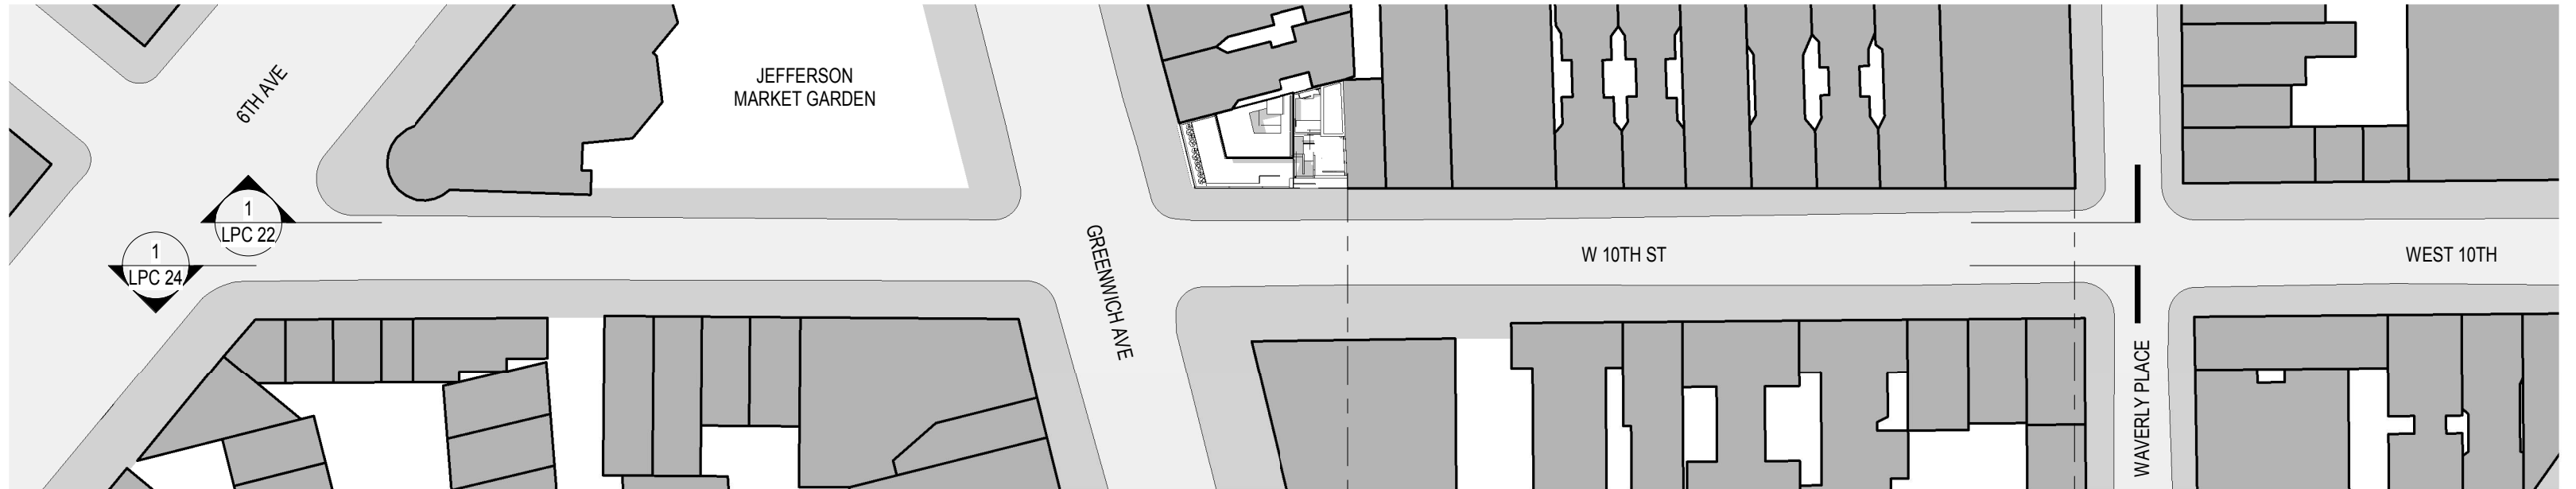 6TH AVE
JEFFERSON
MARKET GARDEN
1
LPC 22
1
LPC 24
GREENWICH AVE
W 10TH ST
WEST 10TH
WAVERLY PLACE